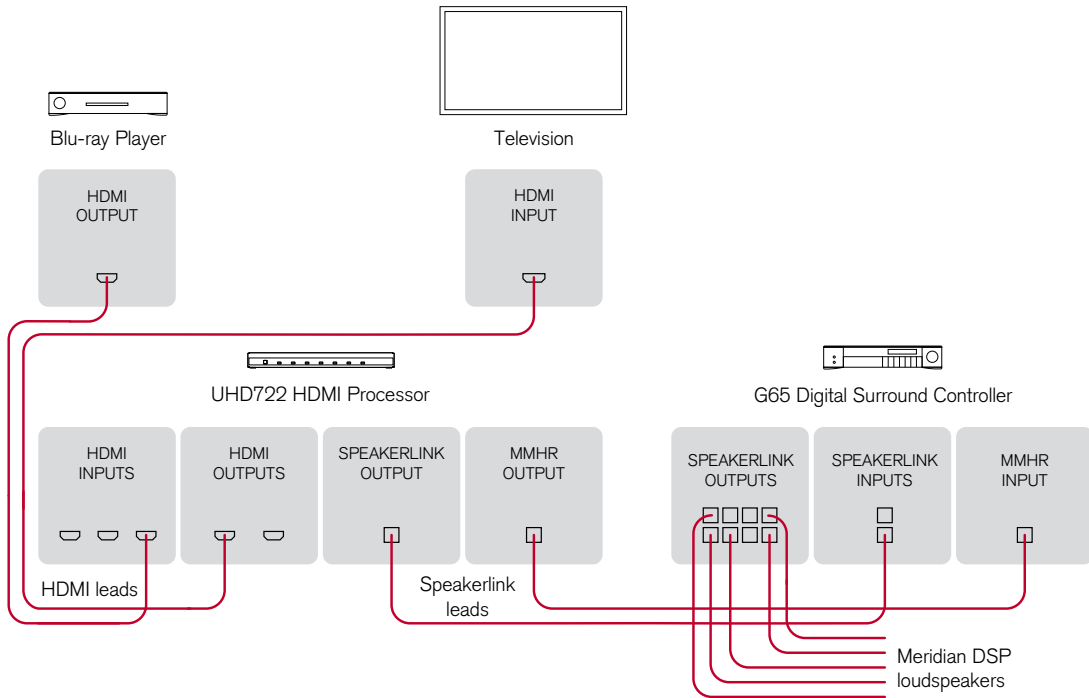 Blu-ray Player
Television
HDMI
OUTPUT
HDMI
INPUT
UHD722 HDMI Processor
G65 Digital Surround Controller
HDMI
INPUTS
HDMI
OUTPUTS
SPEAKERLINK
OUTPUT
MMHR
OUTPUT
SPEAKERLINK
OUTPUTS
SPEAKERLINK
INPUTS
MMHR
INPUT
HDMI leads
Speakerlink
leads
Meridian DSP
loudspeakers